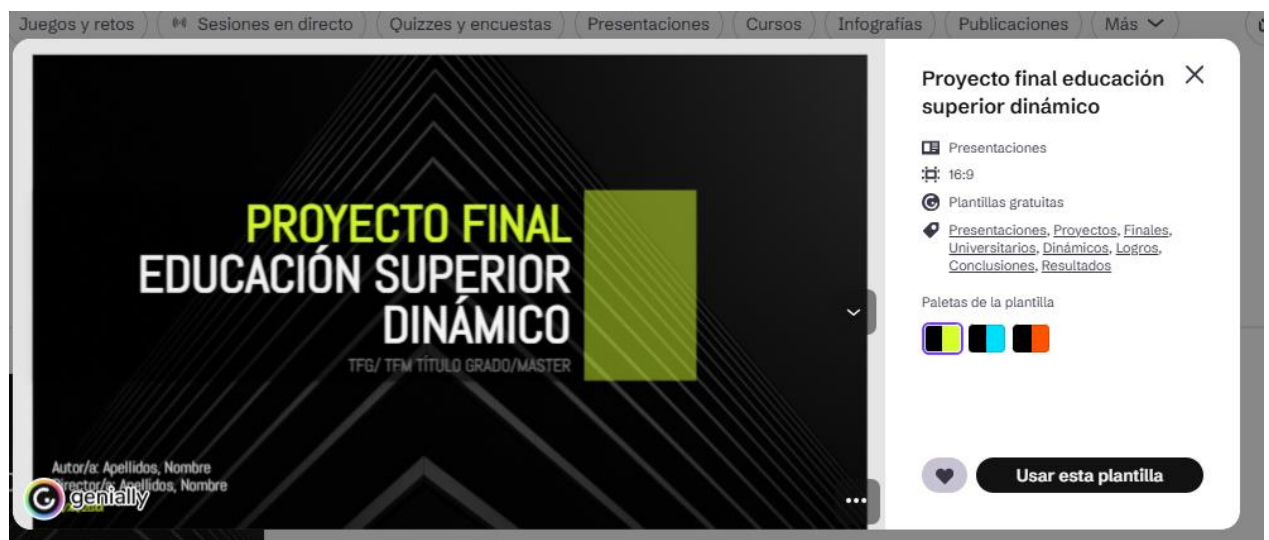 Juegos y retos
Sesiones en directo
Quizzes y encuestas
Presentaciones
Cursos
Infografías
Publicaciones
Más
PROYECTO FINAL
EDUCACIÓN SUPERIOR
DINÁMICO
TFG/ TFM TÍTULO GRADO/MASTER
Autor/a: Apellidos, Nombre
Director/a: Apellidos, Nombre
genially
Proyecto final educación
superior dinámico
Presentaciones
16:9
Plantillas gratuitas
Presentaciones, Proyectos, Finales,
Universitarios, Dinámicos, Logros,
Conclusiones, Resultados
Paletas de la plantilla
Usar esta plantilla